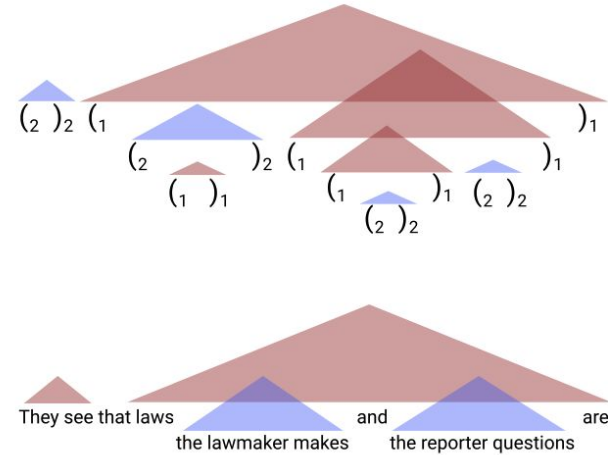 (2 )2 (1 )1
(2 )2 (1 )1
(1 )1 (1 )1 (2 )2
(2 )2
They see that laws and are
the lawmaker makes the reporter questions